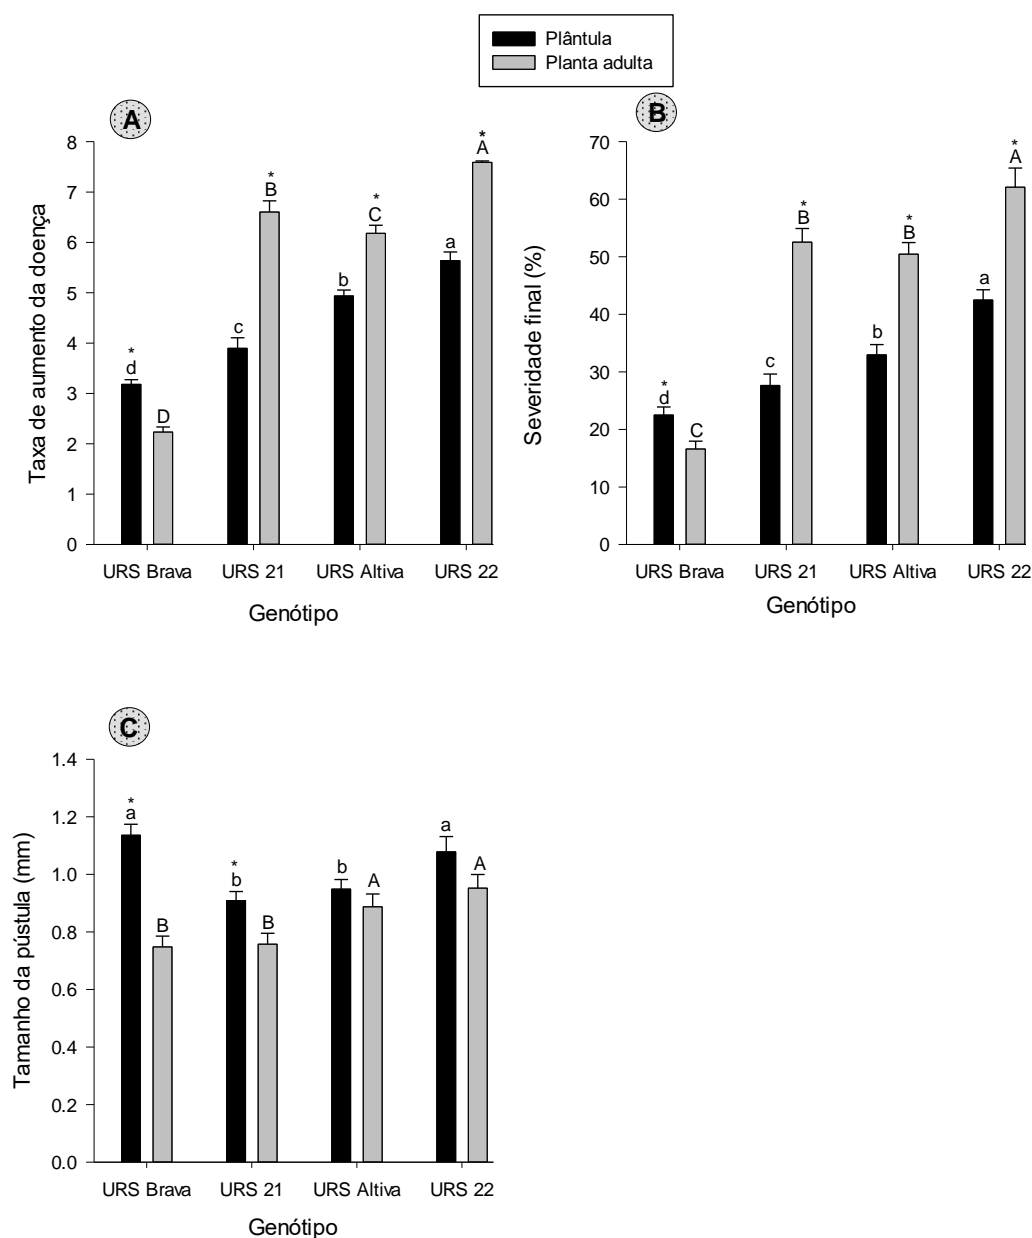 Plântula
Planta adulta
A
Taxa de aumento da doença
8
7
6
5
4
3
2
1
0
* d
D
c
* B
b
* C
a
* A
URS Brava URS 21 URS Altiva URS 22
Genótipo
B
Severidade final (%)
70
60
50
40
30
20
10
0
* d
C
c
* B
b
* B
a
* A
URS Brava URS 21 URS Altiva URS 22
Genótipo
C
Tamanho da pústula (mm)
1.4
1.2
1.0
0.8
0.6
0.4
0.2
0.0
* a
B
* b
B
b
A
a
A
URS Brava URS 21 URS Altiva URS 22
Genótipo